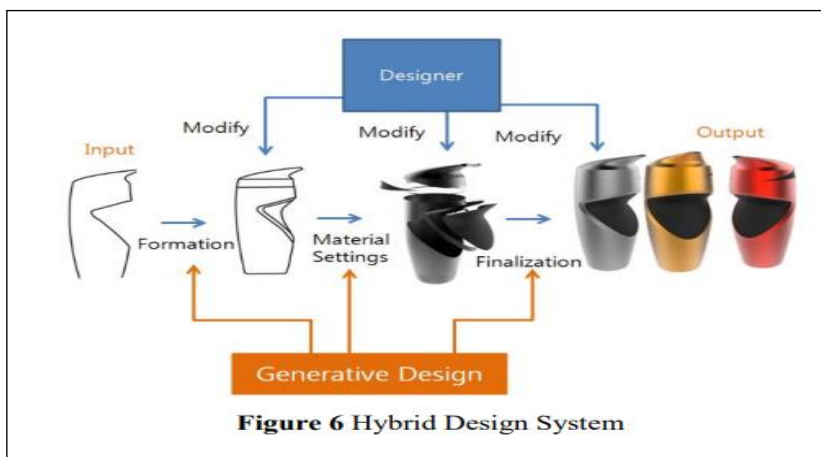 Designer
Modify
Modify
Modify
Input
Output
Formation
Material
Settings
Finalization
Generative Design
Figure 6 Hybrid Design System